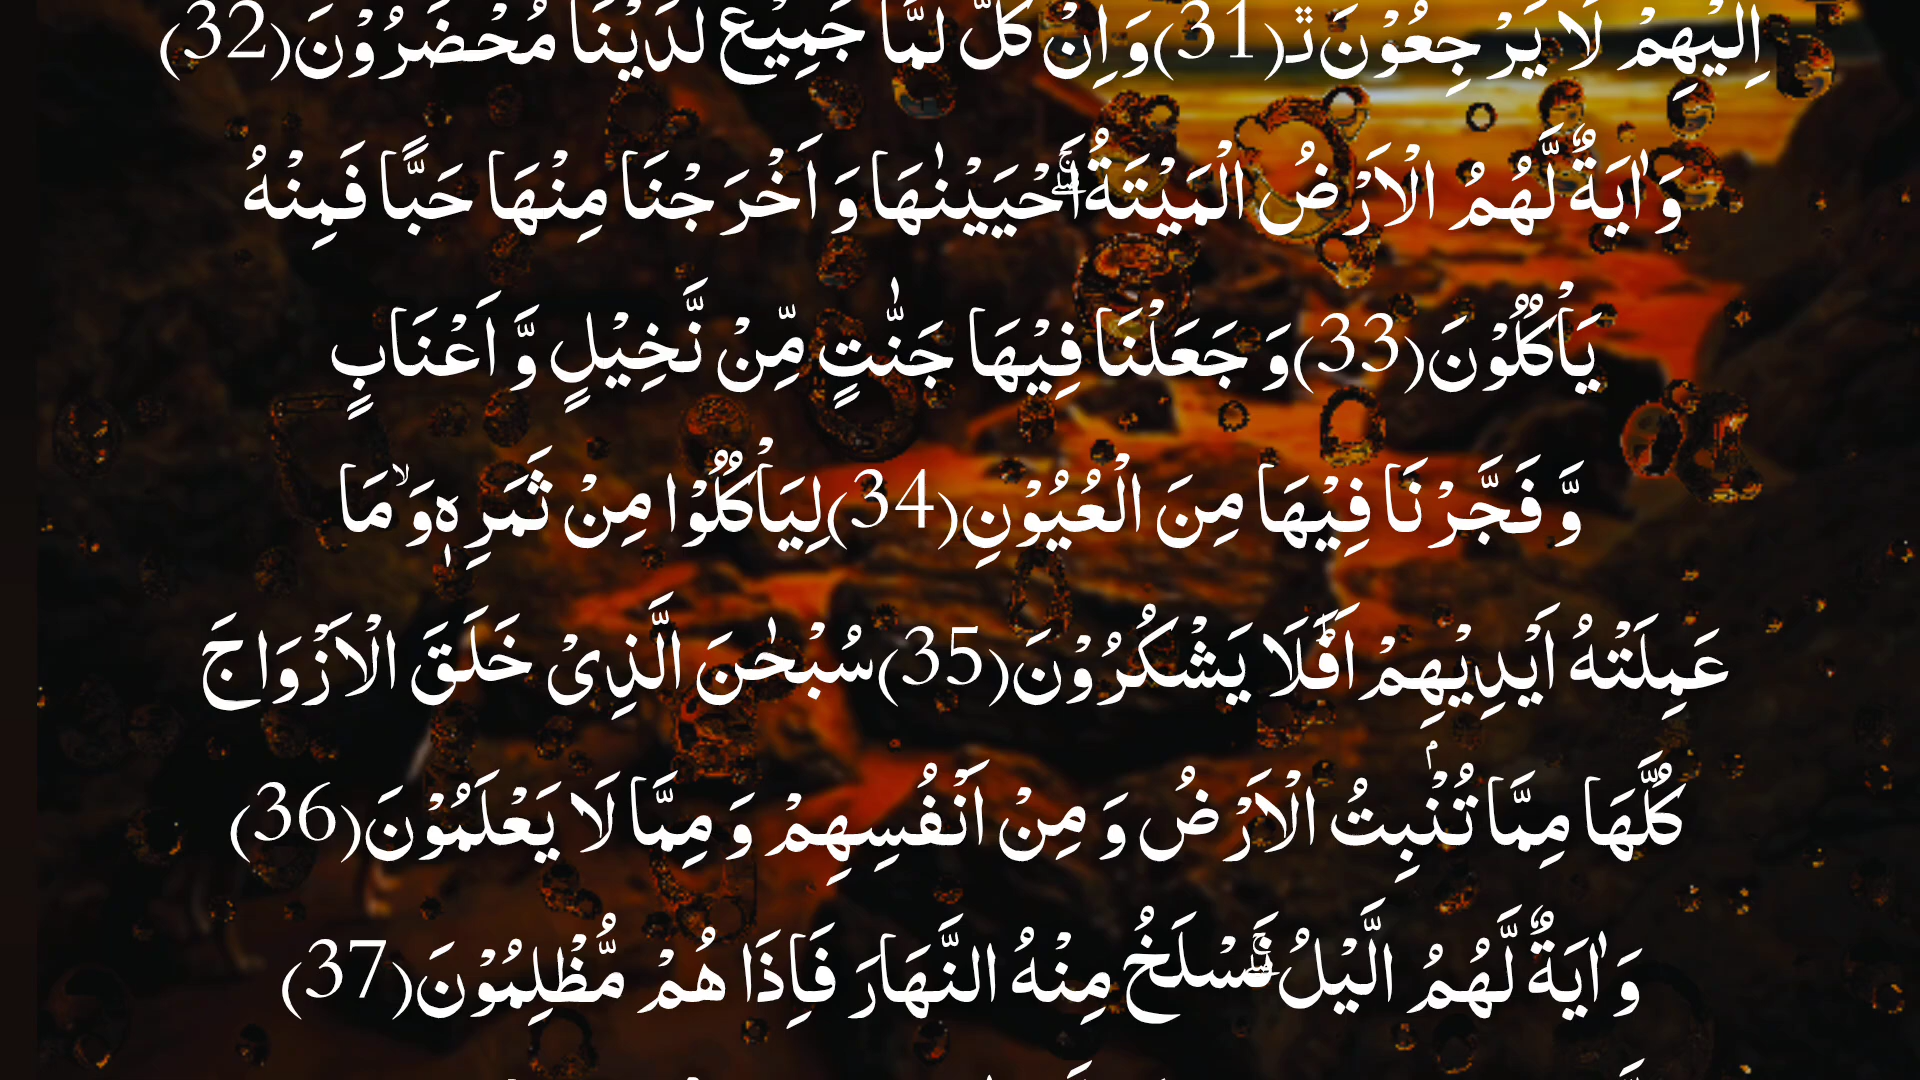 اِلَیْهِمْ لَا یَرْجِعُوْنَﭤ(31)وَ اِنْ كُلٌّ لَّمَّا جَمِیْعٌ لَّدَیْنَا مُحْضَرُوْنَ(32)
وَ اٰیَةٌ لَّهُمُ الْاَرْضُ الْمَیْتَةُ ۚۖ اَحْیَیْنٰهَا وَ اَخْرَجْنَا مِنْهَا حَبًّا فَمِنْهُ
یَاْكُلُوْنَ(33)وَ جَعَلْنَا فِیْهَا جَنّٰتٍ مِّنْ نَّخِیْلٍ وَّ اَعْنَابٍ
وَّ فَجَّرْنَا فِیْهَا مِنَ الْعُیُوْنِ(34)لِیَاْكُلُوْا مِنْ ثَمَرِهٖۙ وَ مَا
عَمِلَتْهُ اَیْدِیْهِمْؕ اَفَلَا یَشْكُرُوْنَ(35)سُبْحٰنَ الَّذِیْ خَلَقَ الْاَزْوَاجَ
كُلَّهَا مِمَّا تُنْۢبِتُ الْاَرْضُ وَ مِنْ اَنْفُسِهِمْ وَ مِمَّا لَا یَعْلَمُوْنَ(36)
وَ اٰیَةٌ لَّهُمُ الَّیْلُ ۚۖ نَسْلَخُ مِنْهُ النَّهَارَ فَاِذَا هُمْ مُّظْلِمُوْنَ(37)